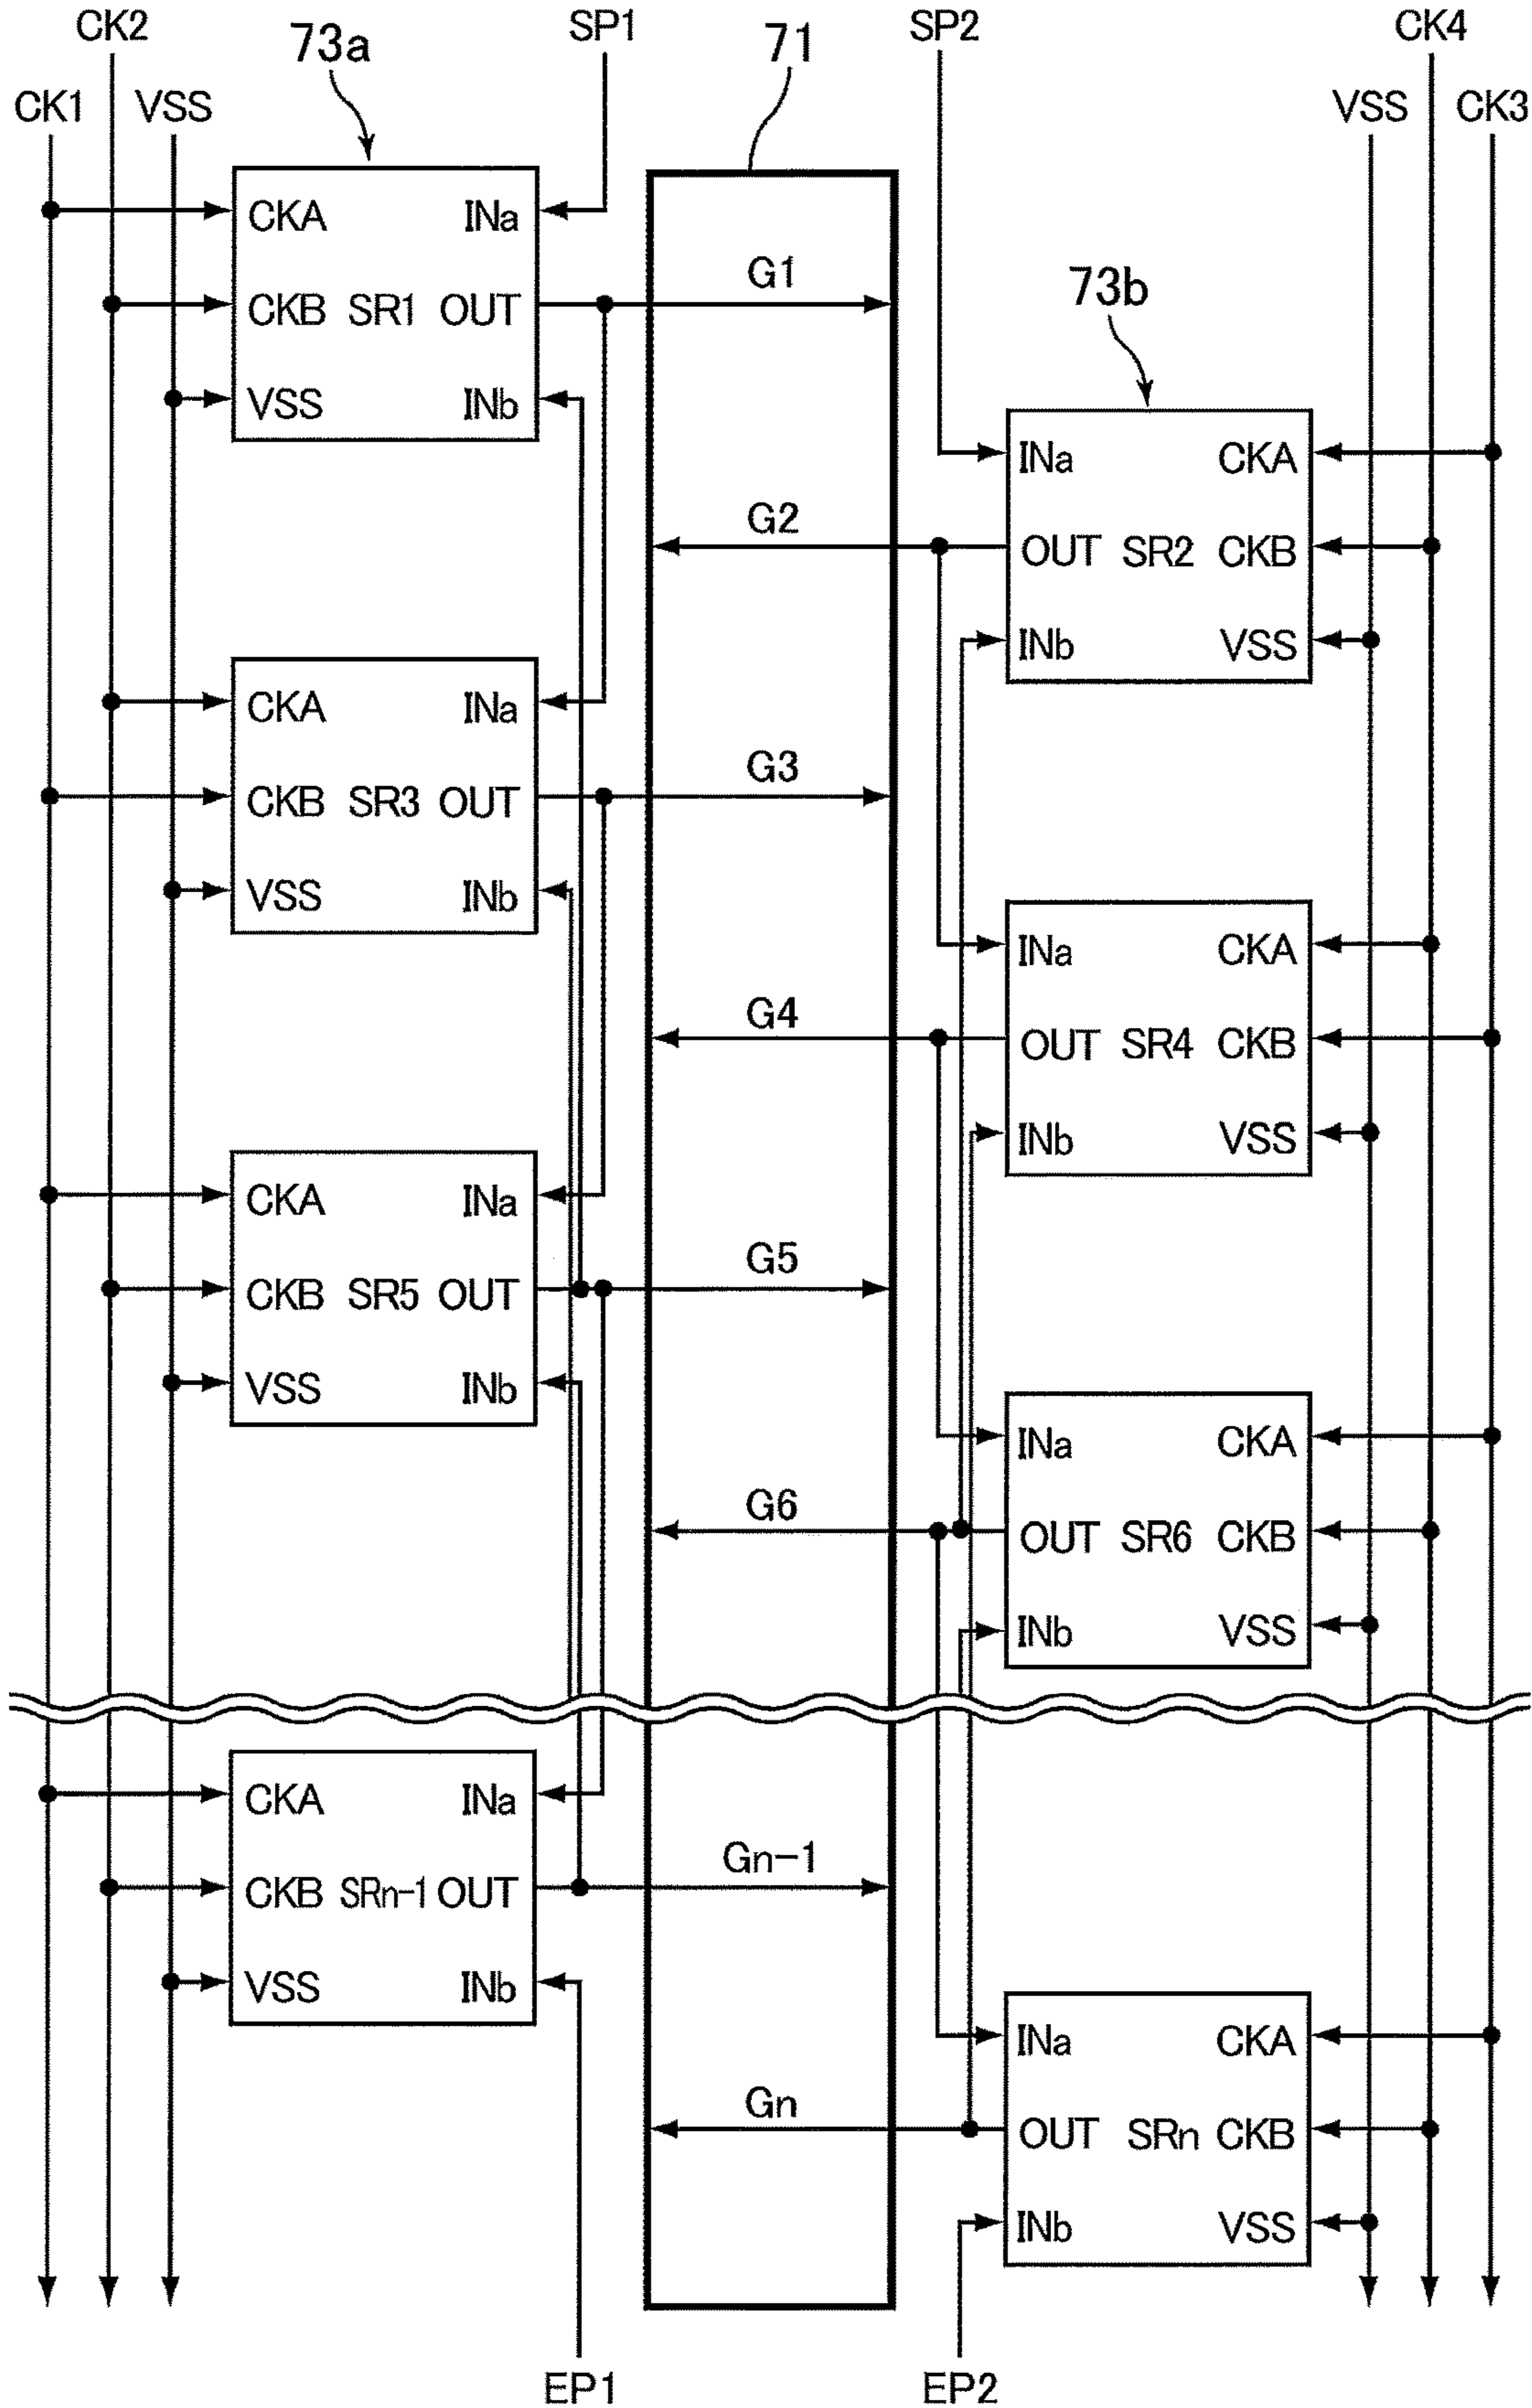 CK2 73a SP1 71 SP2 CK4
CK1 VSS VSS CK3
CKA INa
CKB SR1 OUT
VSS INb
G1
73b
INa CKA
OUT SR2 CKB
INb VSS
G2
CKA INa
CKB SR3 OUT
VSS INb
G3
INa CKA
OUT SR4 CKB
INb VSS
G4
CKA INa
CKB SR5 OUT
VSS INb
G5
INa CKA
OUT SR6 CKB
INb VSS
G6
CKA INa
CKB SRn-1 OUT
VSS INb
Gn-1
INa CKA
OUT SRn CKB
INb VSS
Gn
EP1 EP2